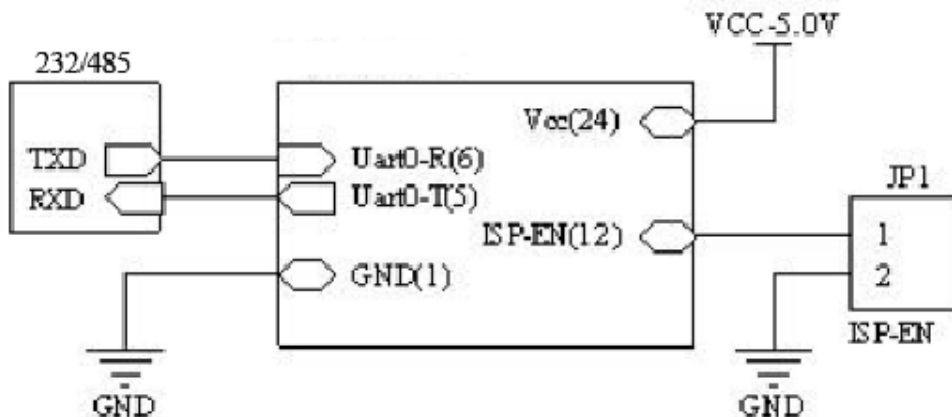 VCC-5.0V
232/485
Vcc(24)
TXD
Uart0-R(6)
RXD
Uart0-T(5)
JP1
ISP-EN(12)
1
GND(1)
2
ISP-EN
GND
GND